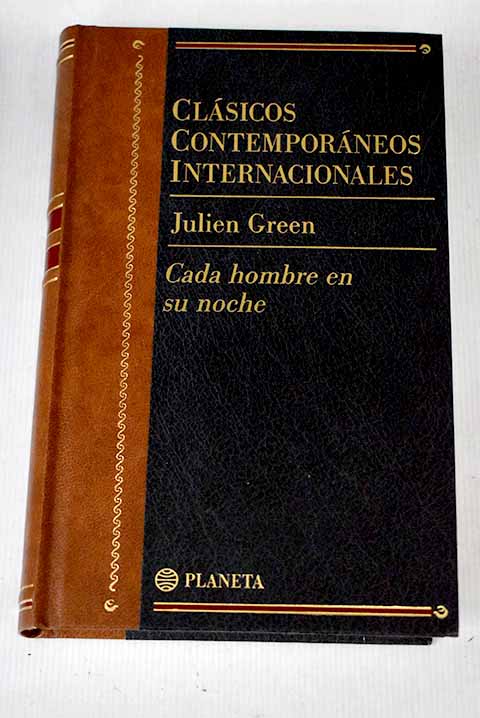 CLÁSICOS
CONTEMPORÁNEOS
INTERNACIONALES
Julien Green
Cada hombre en
su noche
PLANETA